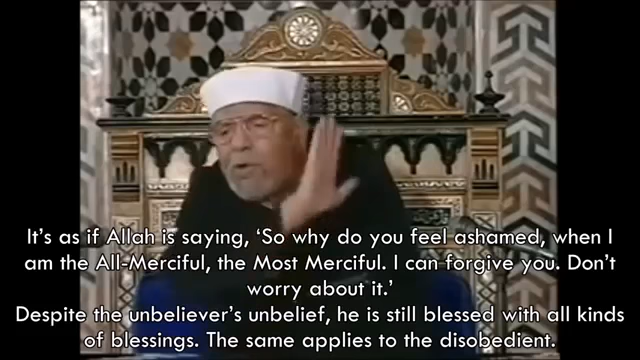 It's as if Allah is saying, 'So why do you feel ashamed, when I
am the All-Merciful, the Most Merciful. I can forgive you. Don't
worry about it.'
Despite the unbeliever's unbelief, he is still blessed with all kinds
of blessings. The same applies to the disobedient.